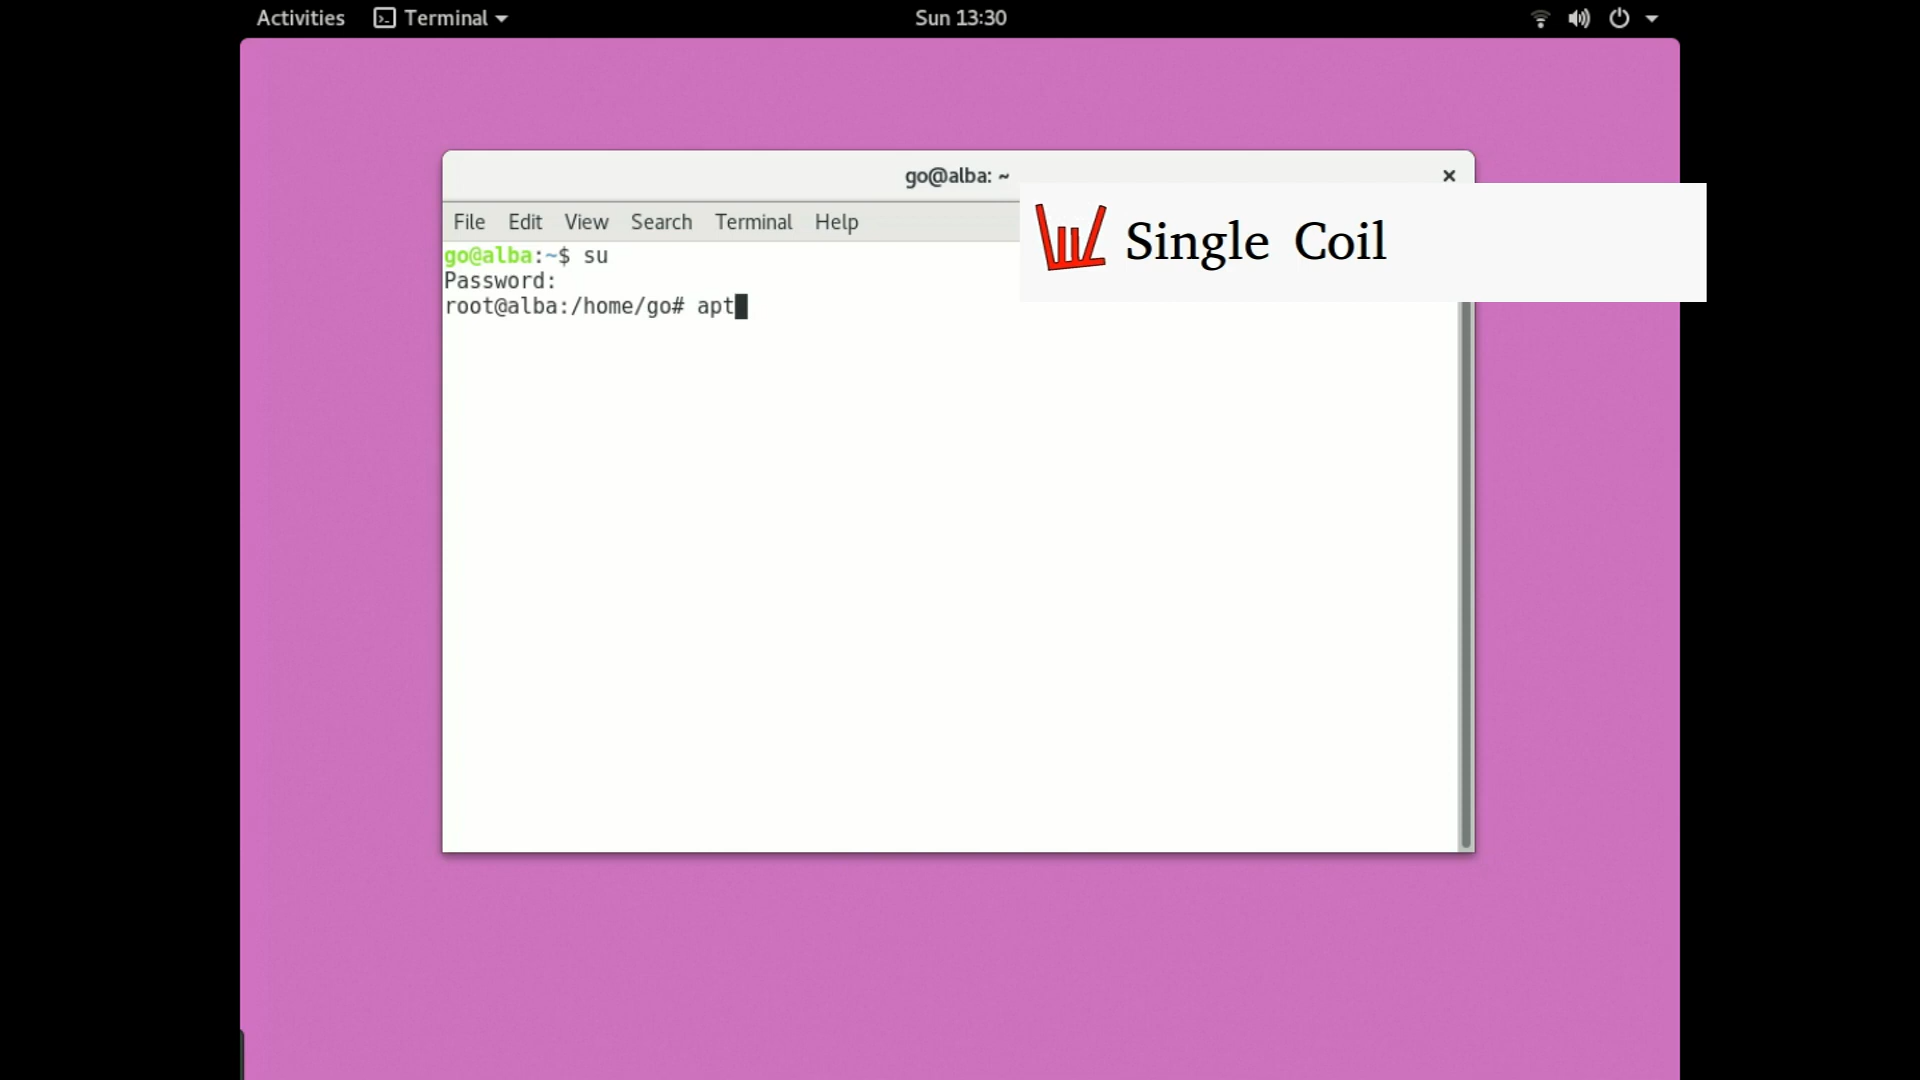 Activities Terminal Sun 13:30
go@alba: ~
File Edit View Search Terminal Help
Single Coil
go@alba:~$ su
Password:
root@alba:/home/go# apt